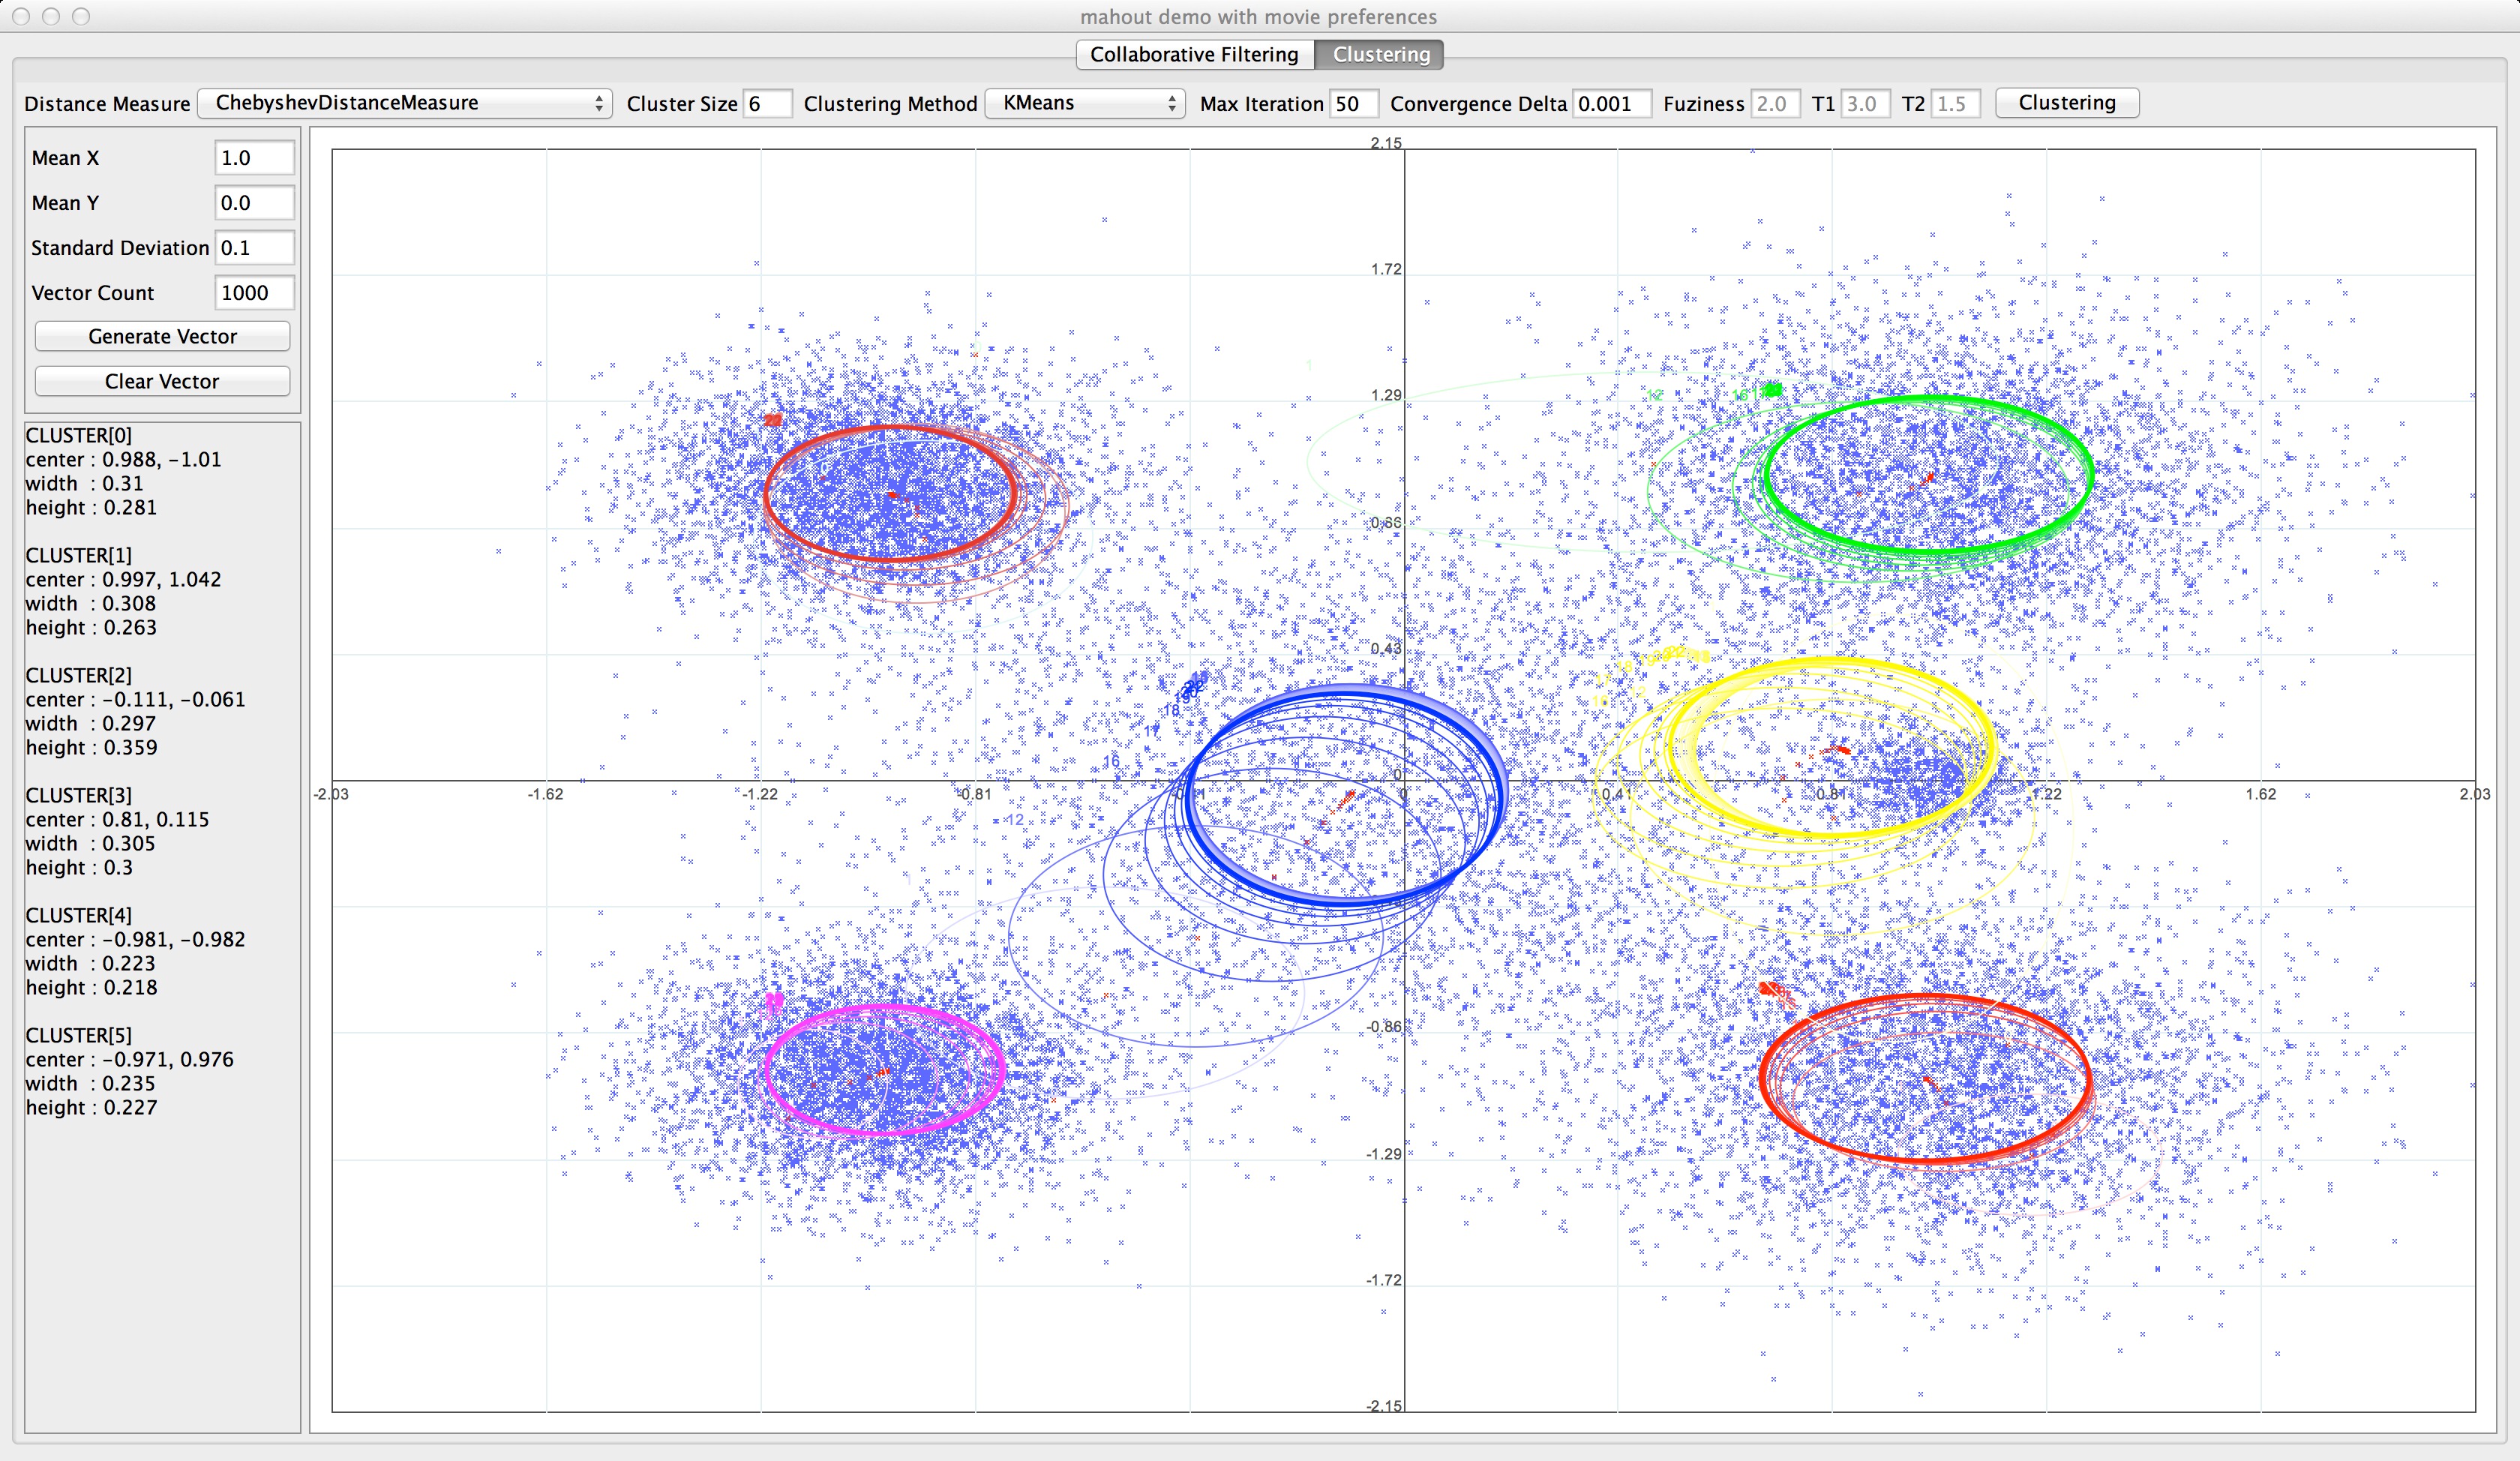 mahout demo with movie preferences
Collaborative Filtering Clustering
Distance Measure ChebyshevDistanceMeasure Cluster Size 6 Clustering Method KMeans Max Iteration 50 Convergence Delta 0.001 Fuziness 2.0 T1 3.0 T2 1.5 Clustering
Mean X 1.0
Mean Y 0.0
Standard Deviation 0.1
Vector Count 1000
Generate Vector
Clear Vector
CLUSTER[0]
center : 0.988, −1.01
width : 0.31
height : 0.281
CLUSTER[1]
center : 0.997, 1.042
width : 0.308
height : 0.263
CLUSTER[2]
center : −0.111, −0.061
width : 0.297
height : 0.359
CLUSTER[3]
center : 0.81, 0.115
width : 0.305
height : 0.3
CLUSTER[4]
center : −0.981, −0.982
width : 0.223
height : 0.218
CLUSTER[5]
center : −0.971, 0.976
width : 0.235
height : 0.227
2.15
1.72
1
1.29
12
0.86
0.43
22
18
17
16
0
-2.03 -1.62 -1.22 -0.81 0.41 0.81 1.22 1.62 2.03
12
1
-0.86
-1.29
-1.72
-2.15